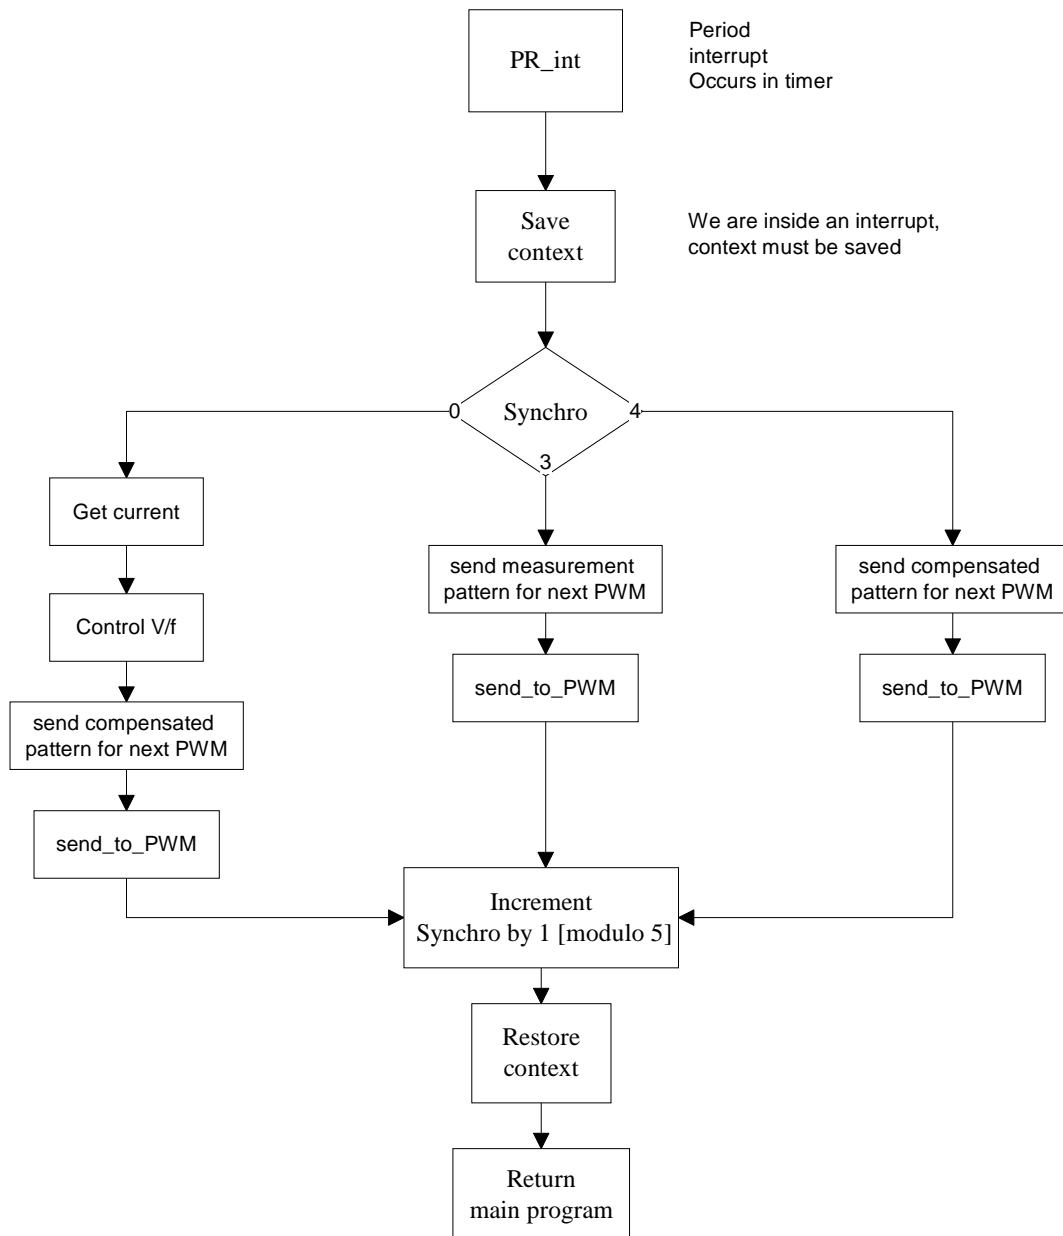 PR_int
Period
interrupt
Occurs in timer
Save
context
We are inside an interrupt,
context must be saved
Synchro
0
3
4
Get current
Control V/f
send compensated
pattern for next PWM
send_to_PWM
send measurement
pattern for next PWM
send_to_PWM
send compensated
pattern for next PWM
send_to_PWM
Increment
Synchro by 1 [modulo 5]
Restore
context
Return
main program